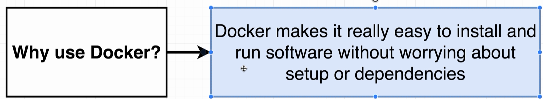 Why use Docker?
Docker makes it really easy to install and
run software without worrying about
setup or dependencies